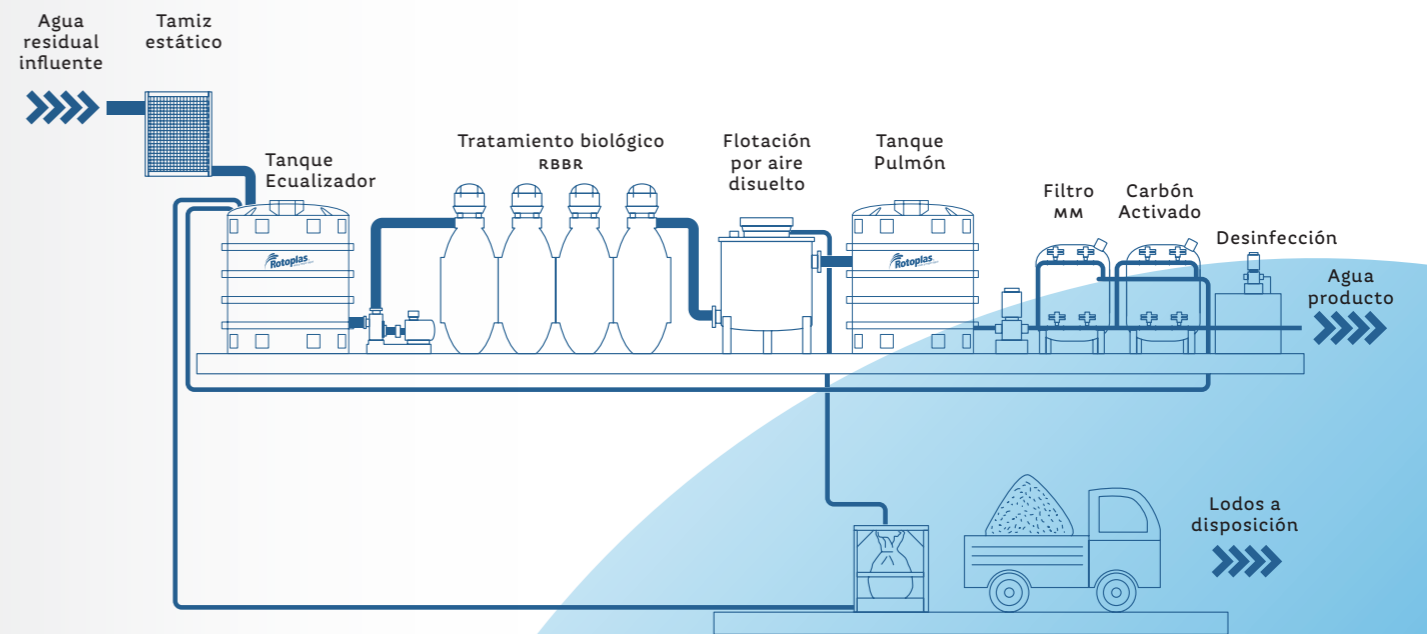 Agua
residual
influente
Tamiz
estático
Tanque
Ecualizador
Rotoplas
Tratamiento biológico
RBBR
Flotación
por aire
disuelto
Tanque
Pulmón
Rotoplas
Filtro
MM
Carbón
Activado
Desinfección
Agua
producto
Lodos a
disposición